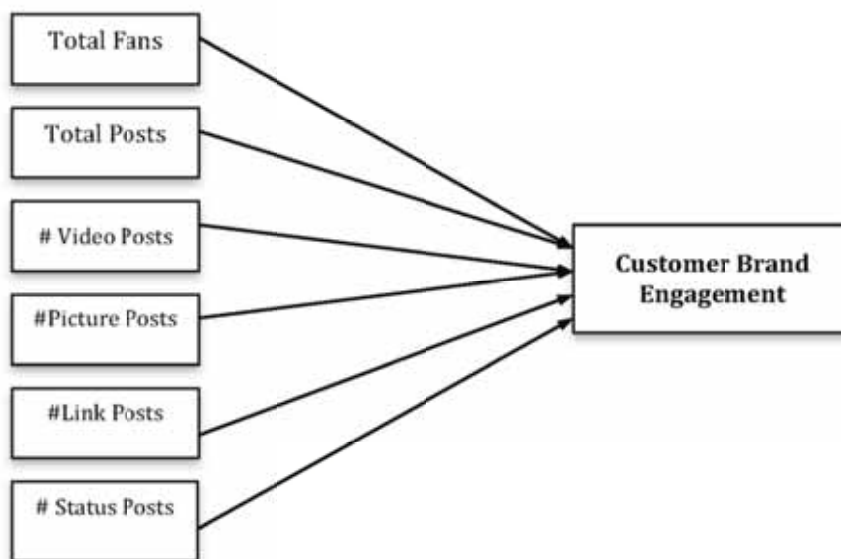 Total Fans
Total Posts
# Video Posts
#Picture Posts
#Link Posts
# Status Posts
Customer Brand
Engagement